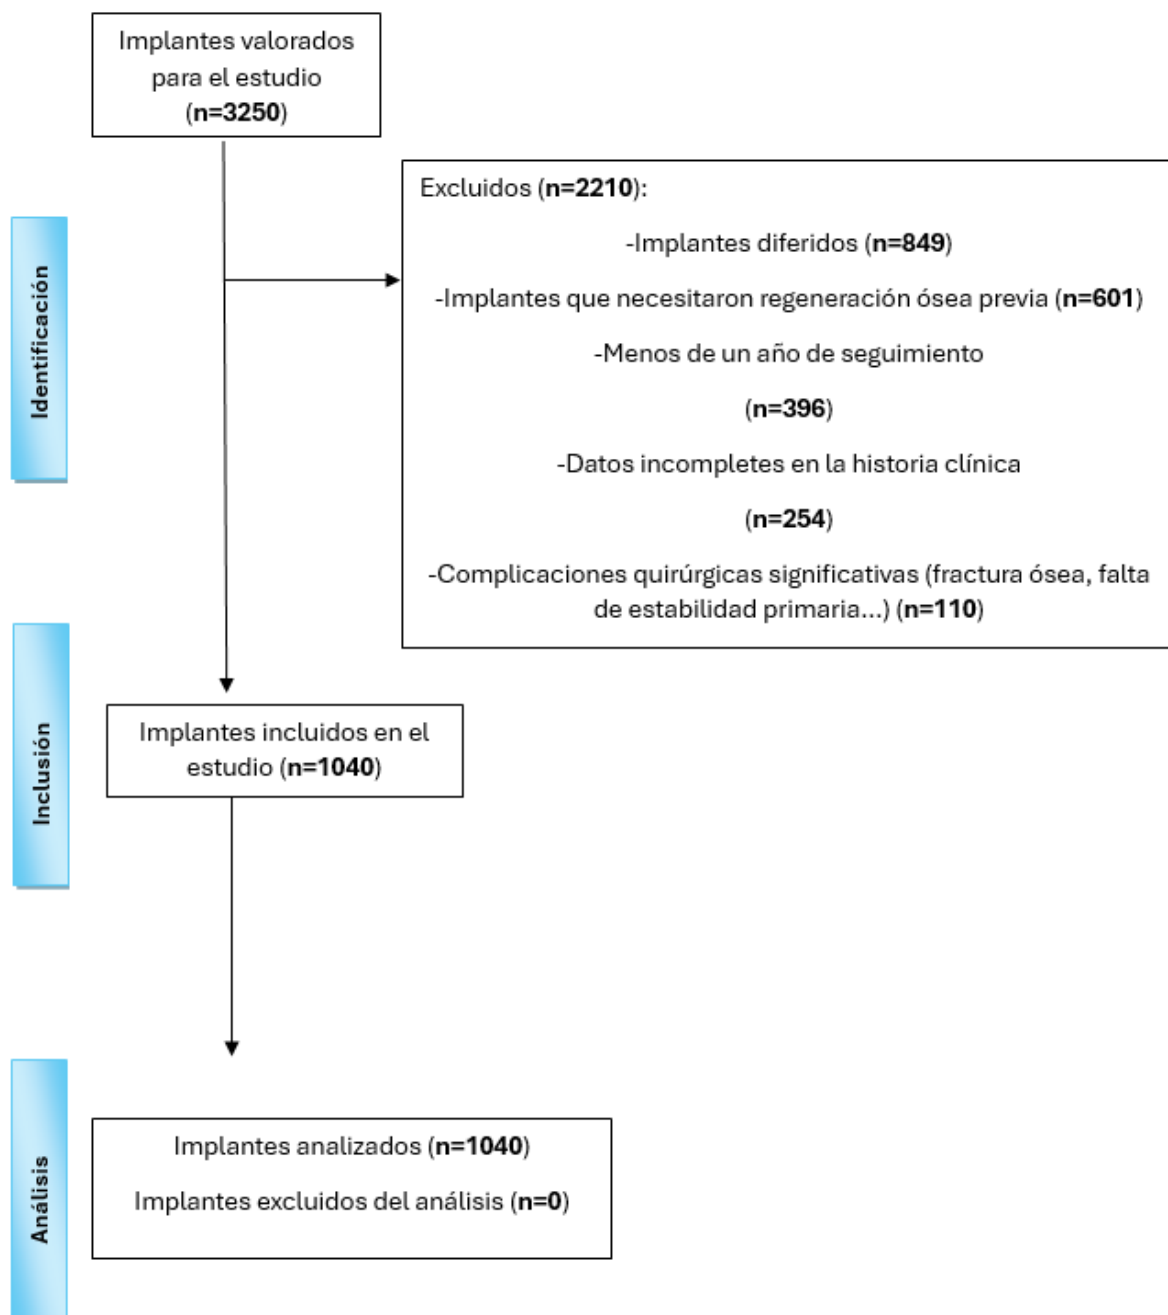 Implantes valorados
para el estudio
(n=3250)
Excluidos (n=2210):
-Implantes diferidos (n=849)
-Implantes que necesitaron regeneración ósea previa (n=601)
-Menos de un año de seguimiento
(n=396)
-Datos incompletes en la historia clínica
(n=254)
-Complicaciones quirúrgicas significativas (fractura ósea, falta
de estabilidad primaria...) (n=110)
Identificación
Implantes incluidos en el
estudio (n=1040)
Inclusión
Implantes analizados (n=1040)
Implantes excluidos del análisis (n=0)
Análisis